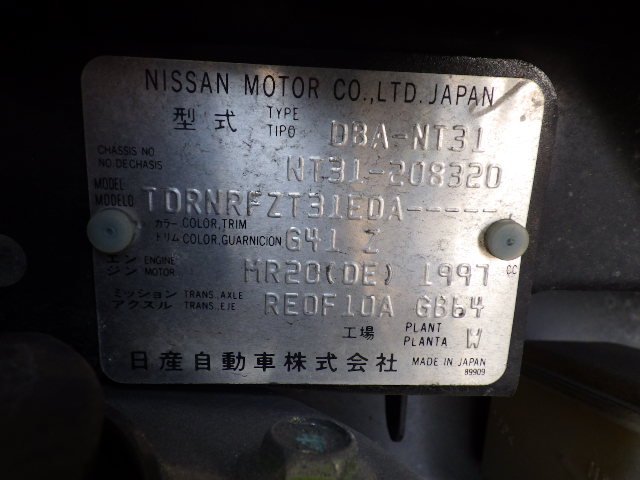 NISSAN MOTOR CO.,LTD. JAPAN
型式 TYPE TIPO DBA-NT31
CHASSIS NO NO.DECHASIS NT31-208320
MODEL MODELO TDRNRFZT31EDA-----
カラー COLOR,TRIM トリム COLOR,GUARNICION G41 Z
エンジン ENGINE MOTOR MR20(DE) 1997 CC
ミッション TRANS. AXLE アクスル TRANS. EJE RE0F10A GB64
工場 PLANT PLANTA W
日産自動車株式会社 MADE IN JAPAN
89909